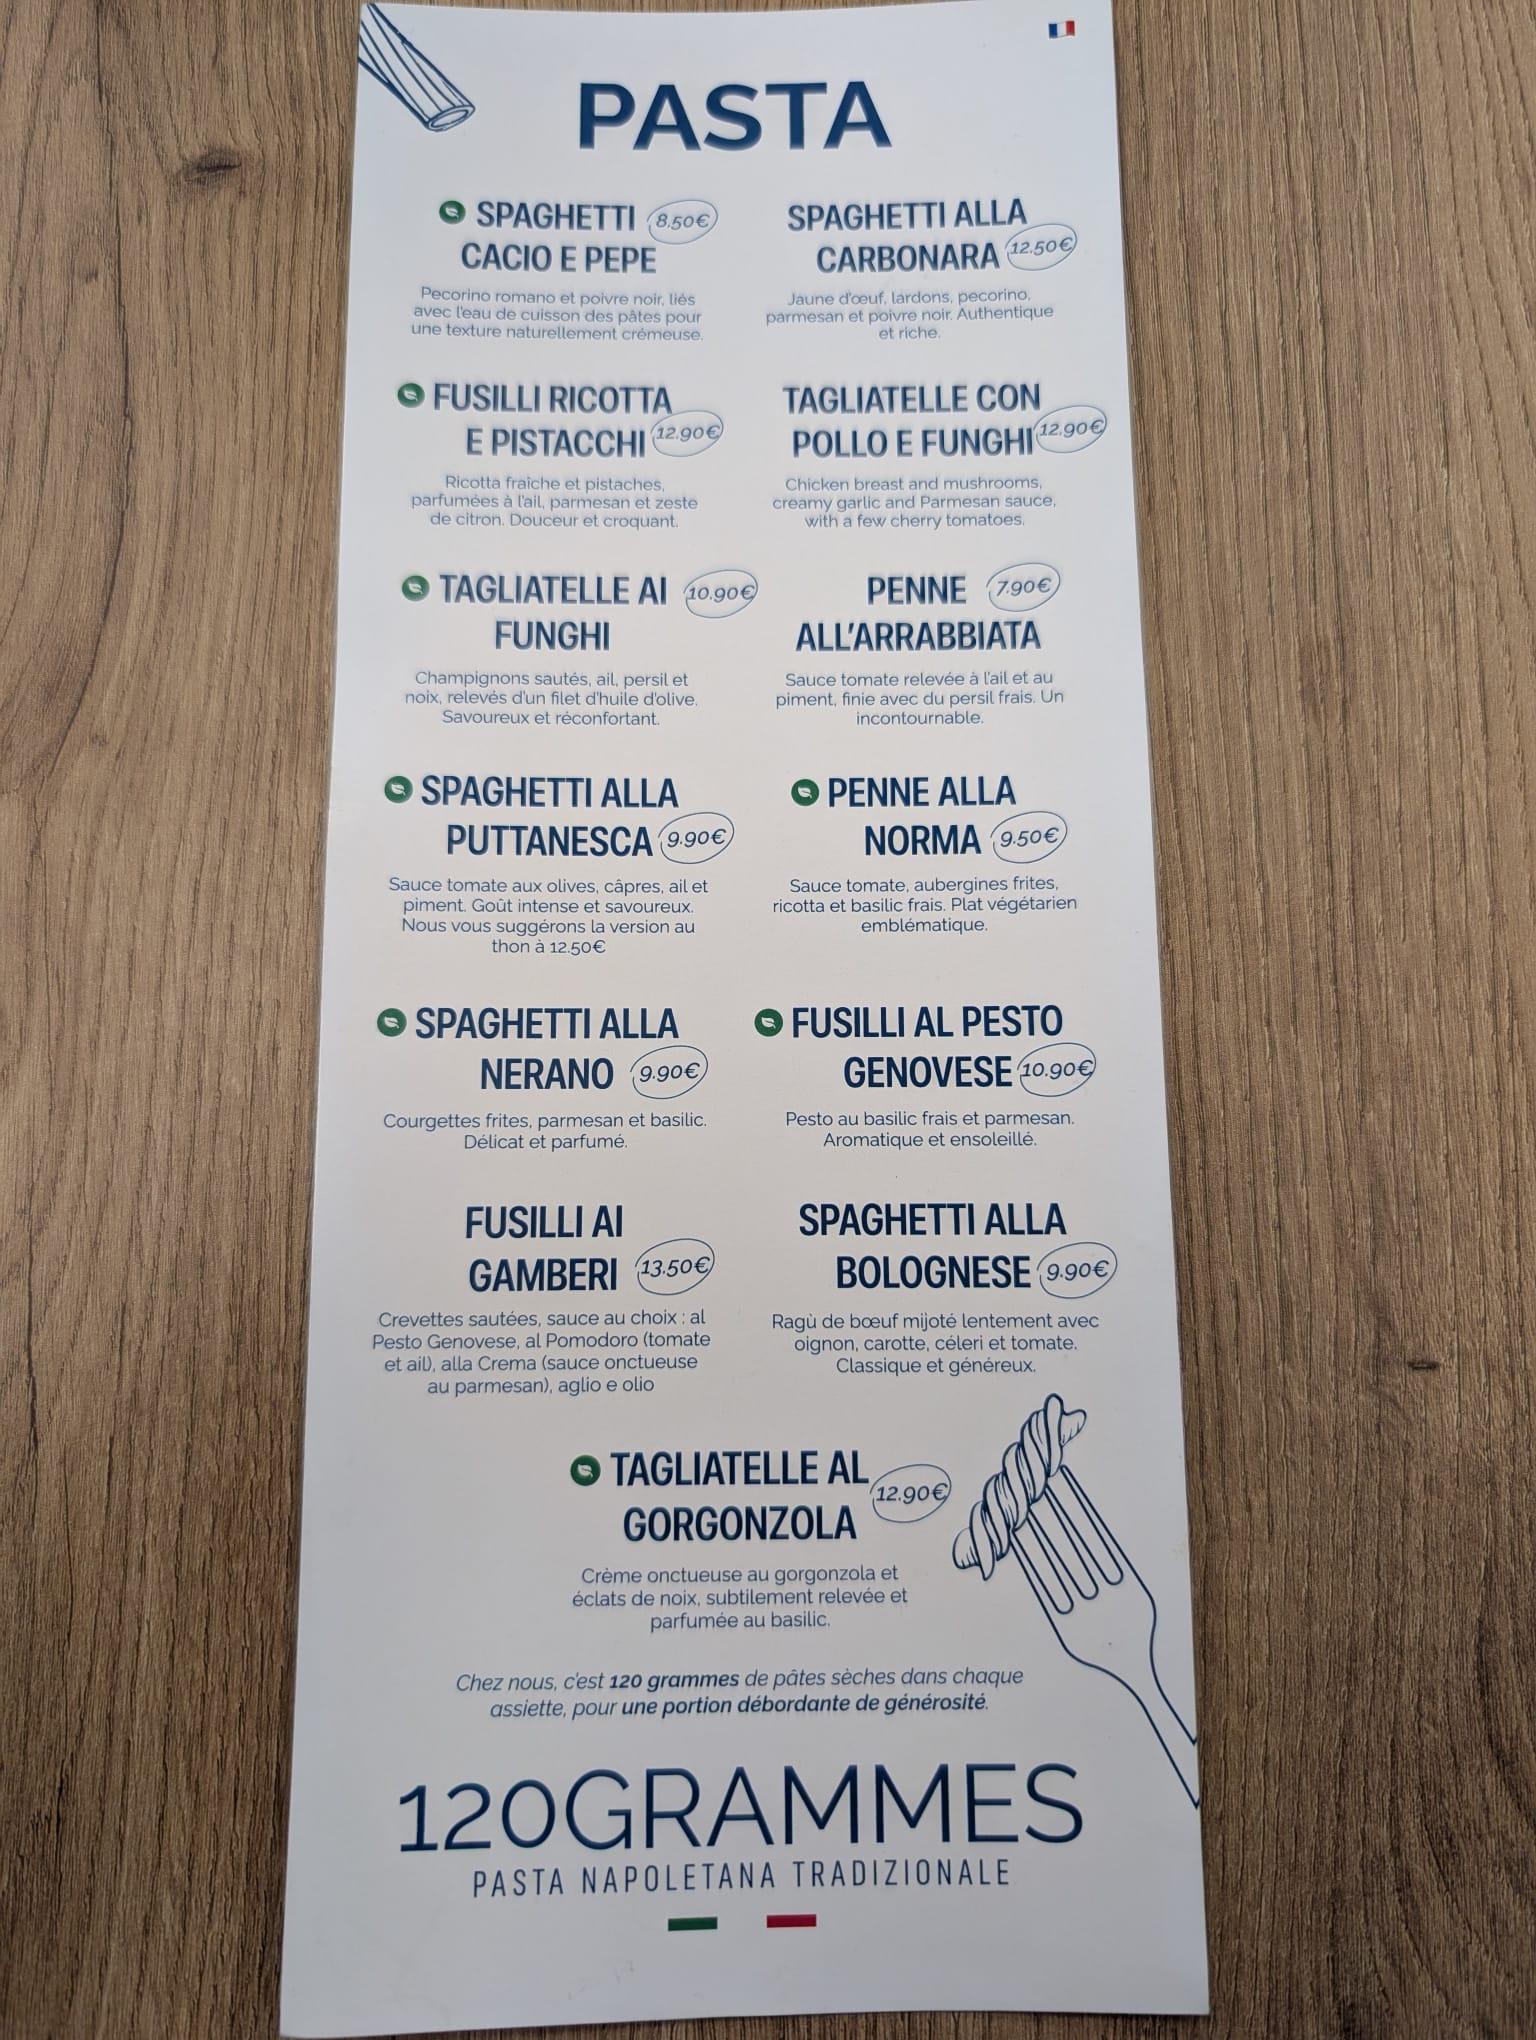 PASTA
SPAGHETTI 8.50€
CACIO E PEPE
Pecorino romano et poivre noir, liés
avec l'eau de cuisson des pâtes pour
une texture naturellement crémeuse.
SPAGHETTI ALLA
CARBONARA 12.50€
Jaune d'œuf, lardons, pecorino,
parmesan et poivre noir. Authentique
et riche.
FUSILLI RICOTTA
E PISTACCHI 12.90€
Ricotta fraîche et pistaches,
parfumées à l'ail, parmesan et zeste
de citron. Douceur et croquant.
TAGLIATELLE CON
POLLO E FUNGHI 12.90€
Chicken breast and mushrooms,
creamy garlic and Parmesan sauce,
with a few cherry tomatoes.
TAGLIATELLE AI 10.90€
FUNGHI
Champignons sautés, ail, persil et
noix, relevés d'un filet d'huile d'olive.
Savoureux et réconfortant.
PENNE 7.90€
ALL'ARRABBIATA
Sauce tomate relevée à l'ail et au
piment, finie avec du persil frais. Un
incontournable.
SPAGHETTI ALLA
PUTTANESCA 9.90€
Sauce tomate aux olives, câpres, ail et
piment. Goût intense et savoureux.
Nous vous suggérons la version au
thon à 12.50€
PENNE ALLA
NORMA 9.50€
Sauce tomate, aubergines frites,
ricotta et basilic frais. Plat végétarien
emblématique.
SPAGHETTI ALLA
NERANO 9.90€
Courgettes frites, parmesan et basilic.
Délicat et parfumé.
FUSILLI AL PESTO
GENOVESE 10.90€
Pesto au basilic frais et parmesan.
Aromatique et ensoleillé.
FUSILLI AI
GAMBERI 13.50€
Crevettes sautées, sauce au choix : al
Pesto Genovese, al Pomodoro (tomate
et ail), alla Crema (sauce onctueuse
au parmesan), aglio e olio
SPAGHETTI ALLA
BOLOGNESE 9.90€
Ragù de bœuf mijoté lentement avec
oignon, carotte, céleri et tomate.
Classique et généreux.
TAGLIATELLE AL
GORGONZOLA 12.90€
Crème onctueuse au gorgonzola et
éclats de noix, subtilement relevée et
parfumée au basilic.
Chez nous, c'est 120 grammes de pâtes sèches dans chaque
assiette, pour une portion débordante de générosité.
120GRAMMES
PASTA NAPOLETANA TRADIZIONALE